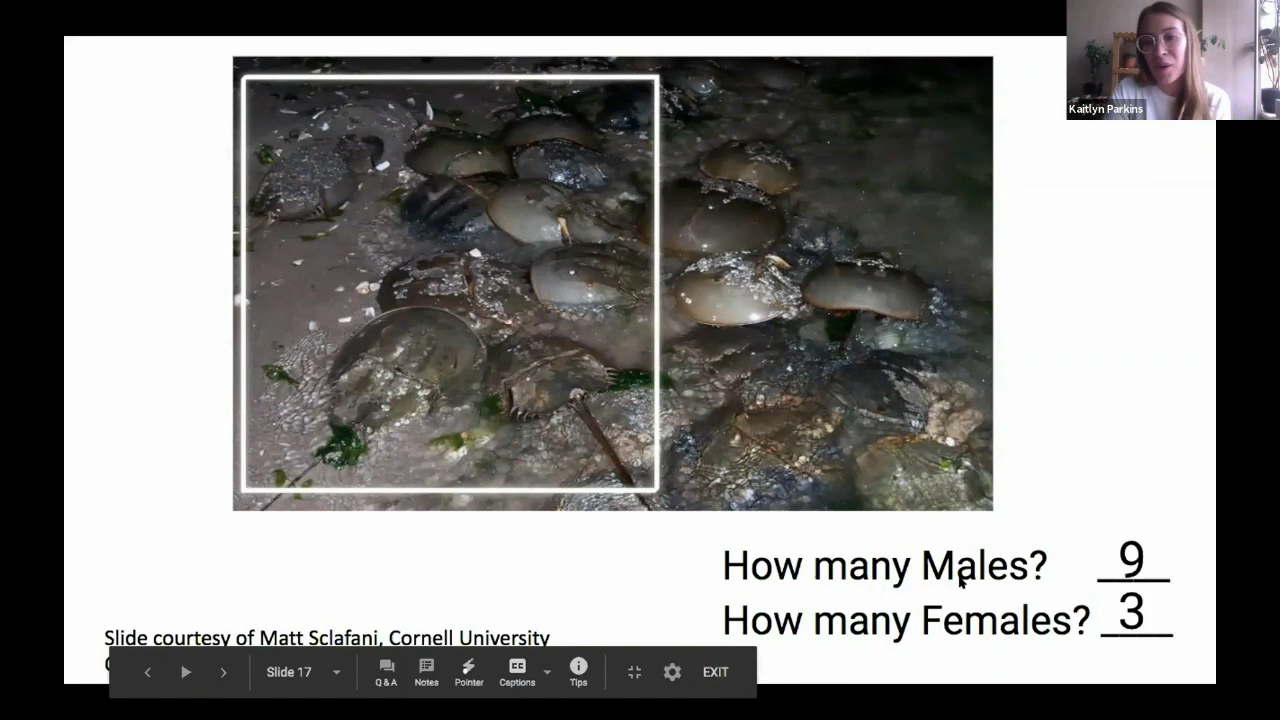 Kaitlyn Parkins
How many Males? 9
How many Females? 3
Slide courtesy of Matt Sclafani, Cornell University
Slide 17
Q & A
Notes
Pointer
CC
Captions
Tips
EXIT